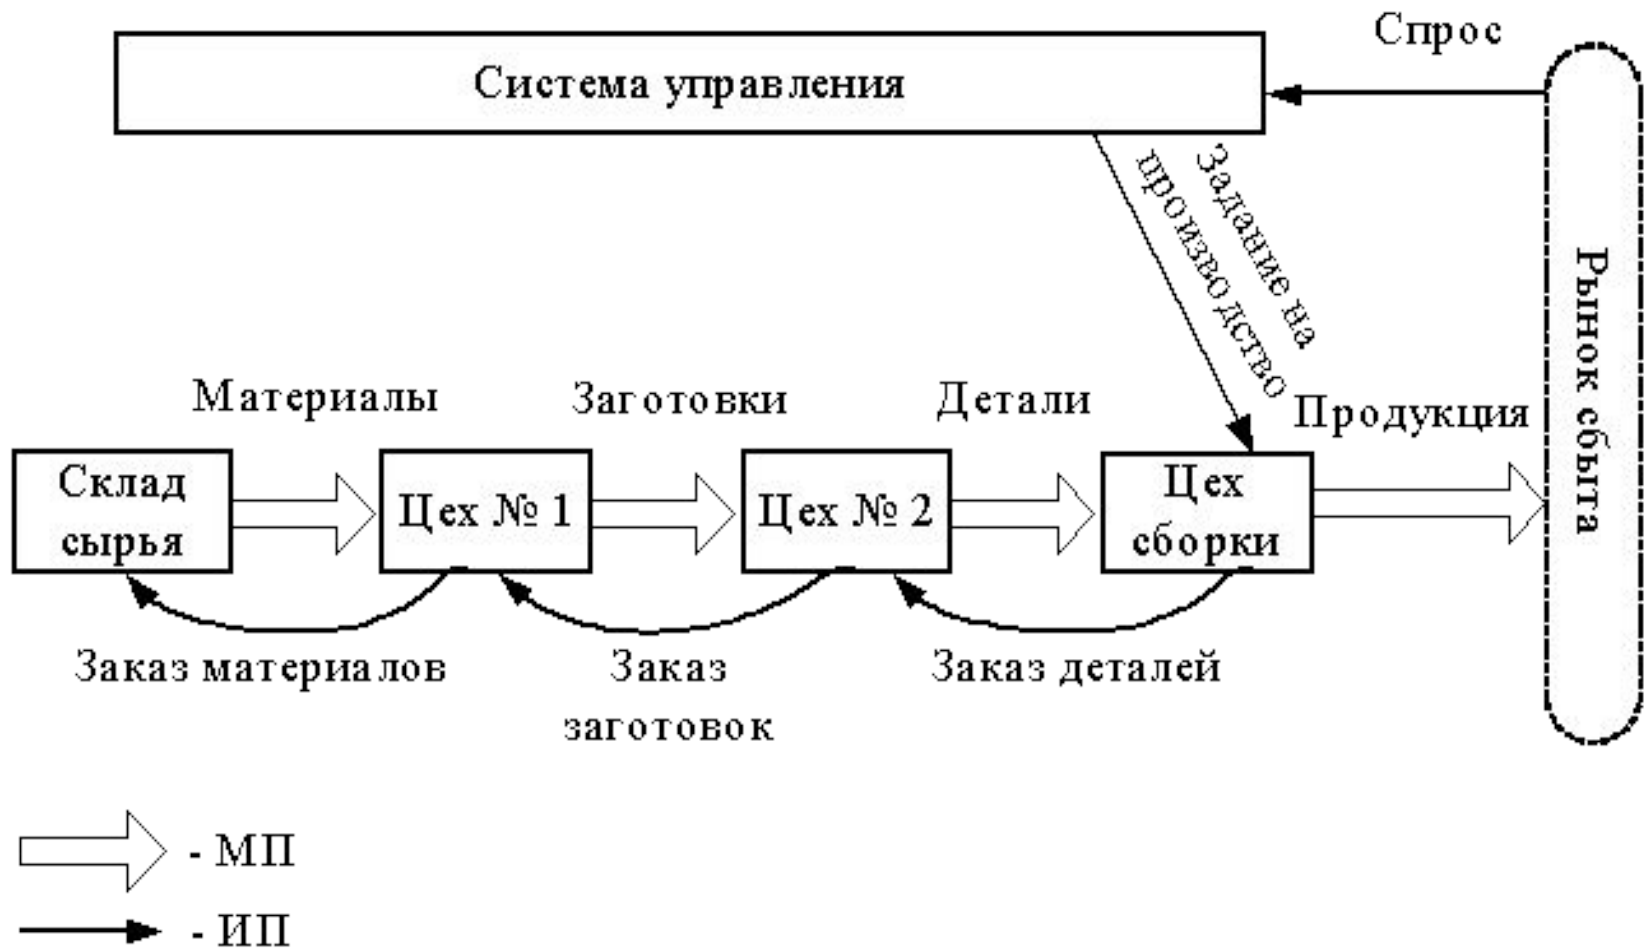 Спрос
Система управления
Задание на
производство
Рынок сбыта
Материалы
Заготовки
Детали
Продукция
Склад
сырья
Цех № 1
Цех № 2
Цех
сборки
Заказ материалов
Заказ
заготовок
Заказ деталей
- МП
- ИП